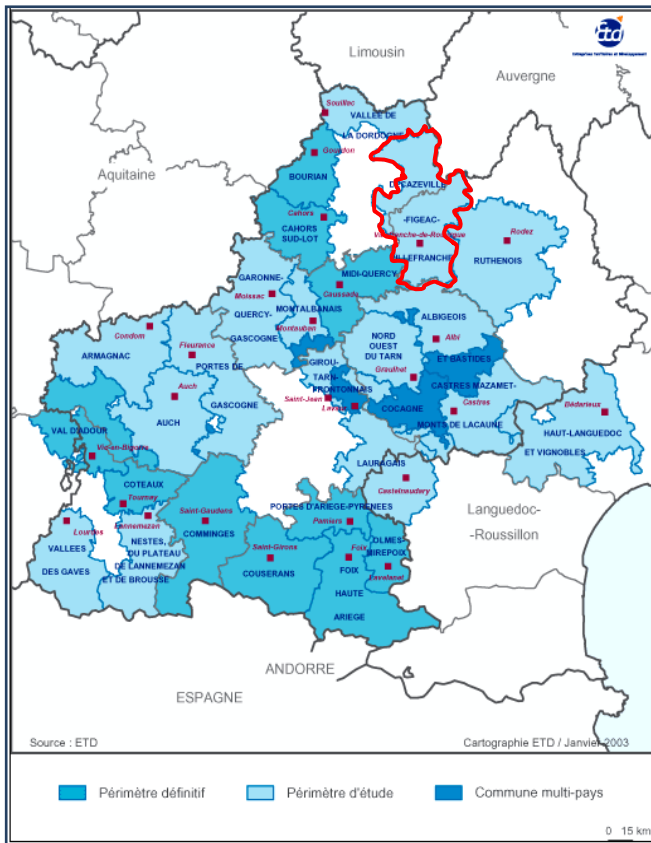 etd
Entreprises Territoires et Développement
Limousin
Auvergne
Souillac
VALLEE DE
LA DORDOGNE
Gourdon
BOURIAN
Aquitaine
DECAZEVILLE
Cahors
CAHORS
SUD-LOT
-FIGEAC-
Villefranche-de-Rouergue
VILLEFRANCHE
Rodez
RUTHENOIS
MIDI-QUERCY
Caussade
GARONNE-
QUERCY-
GASCOGNE
Moissac
MONTALBANAIS
Montauban
ALBIGEOIS
Albi
ET BASTIDES
NORD
OUEST
DU TARN
Graulhet
Condom
ARMAGNAC
Fleurance
PORTES DE
GASCOGNE
Auch
AUCH
GIROU-
TARN-
FRONTONNAIS
Saint-Jean
Lavaur
COCAGNE
CASTRES MAZAMET-
Castres
MONTS DE LACAUNE
Bédarieux
HAUT-LANGUEDOC
ET VIGNOBLES
VAL D'ADOUR
Vic-en-Bigorre
LAURAGAIS
Castelnaudary
Languedoc-
-Roussillon
COTEAUX
Tournay
Lannemezan
Lourdes
VALLEES
DES GAVES
NESTES,
DU PLATEAU
DE LANNEMEZAN
ET DE BROUSSE
Saint-Gaudens
COMMINGES
PORTES D'ARIEGE-PYRENEES
Pamiers
Saint-Girons
COUSERANS
Foix
FOIX
HAUTE
ARIEGE
OLMES-
MIREPOIX
Lavelanet
ANDORRE
ESPAGNE
Source : ETD
Cartographie ETD / Janvier 2003
Périmètre définitif
Périmètre d'étude
Commune multi-pays
0 15 km